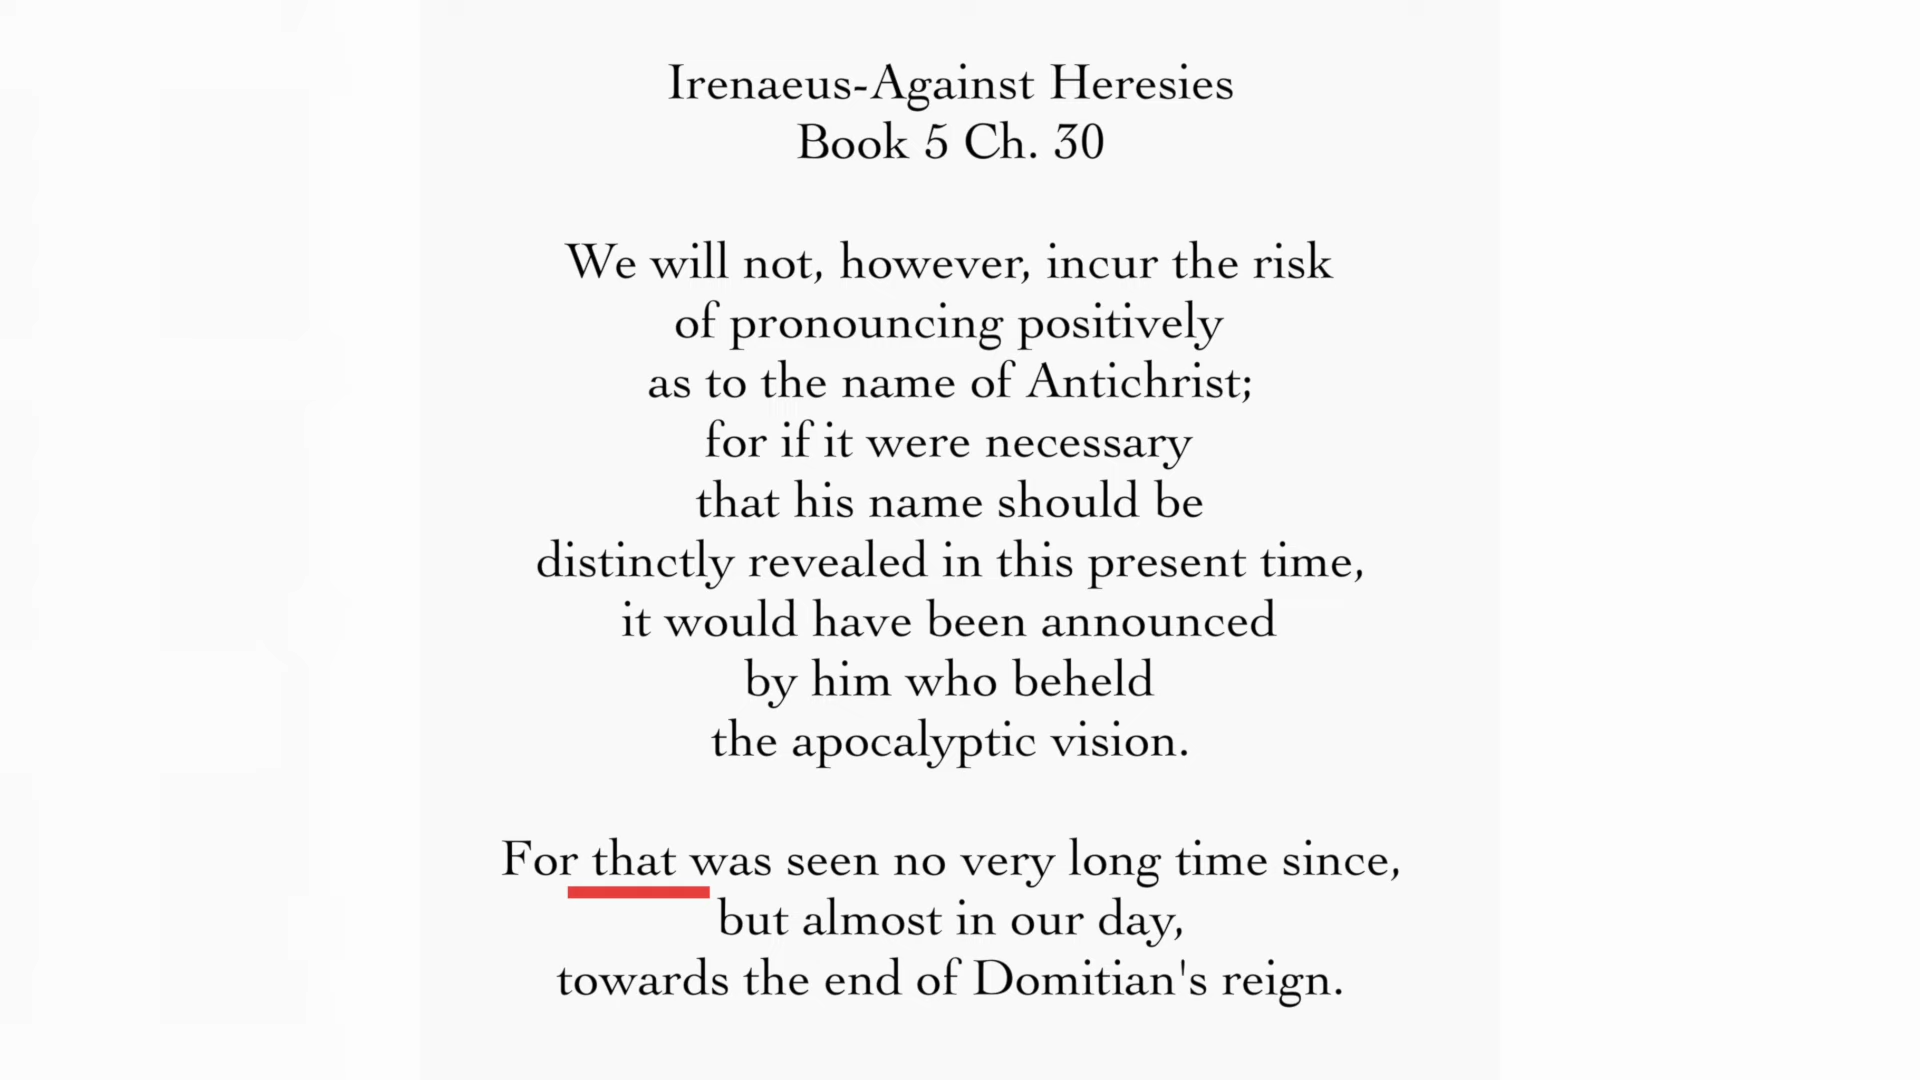 Irenaeus-Against Heresies
Book 5 Ch. 30
We will not, however, incur the risk
of pronouncing positively
as to the name of Antichrist;
for if it were necessary
that his name should be
distinctly revealed in this present time,
it would have been announced
by him who beheld
the apocalyptic vision.
For that was seen no very long time since,
but almost in our day,
towards the end of Domitian's reign.